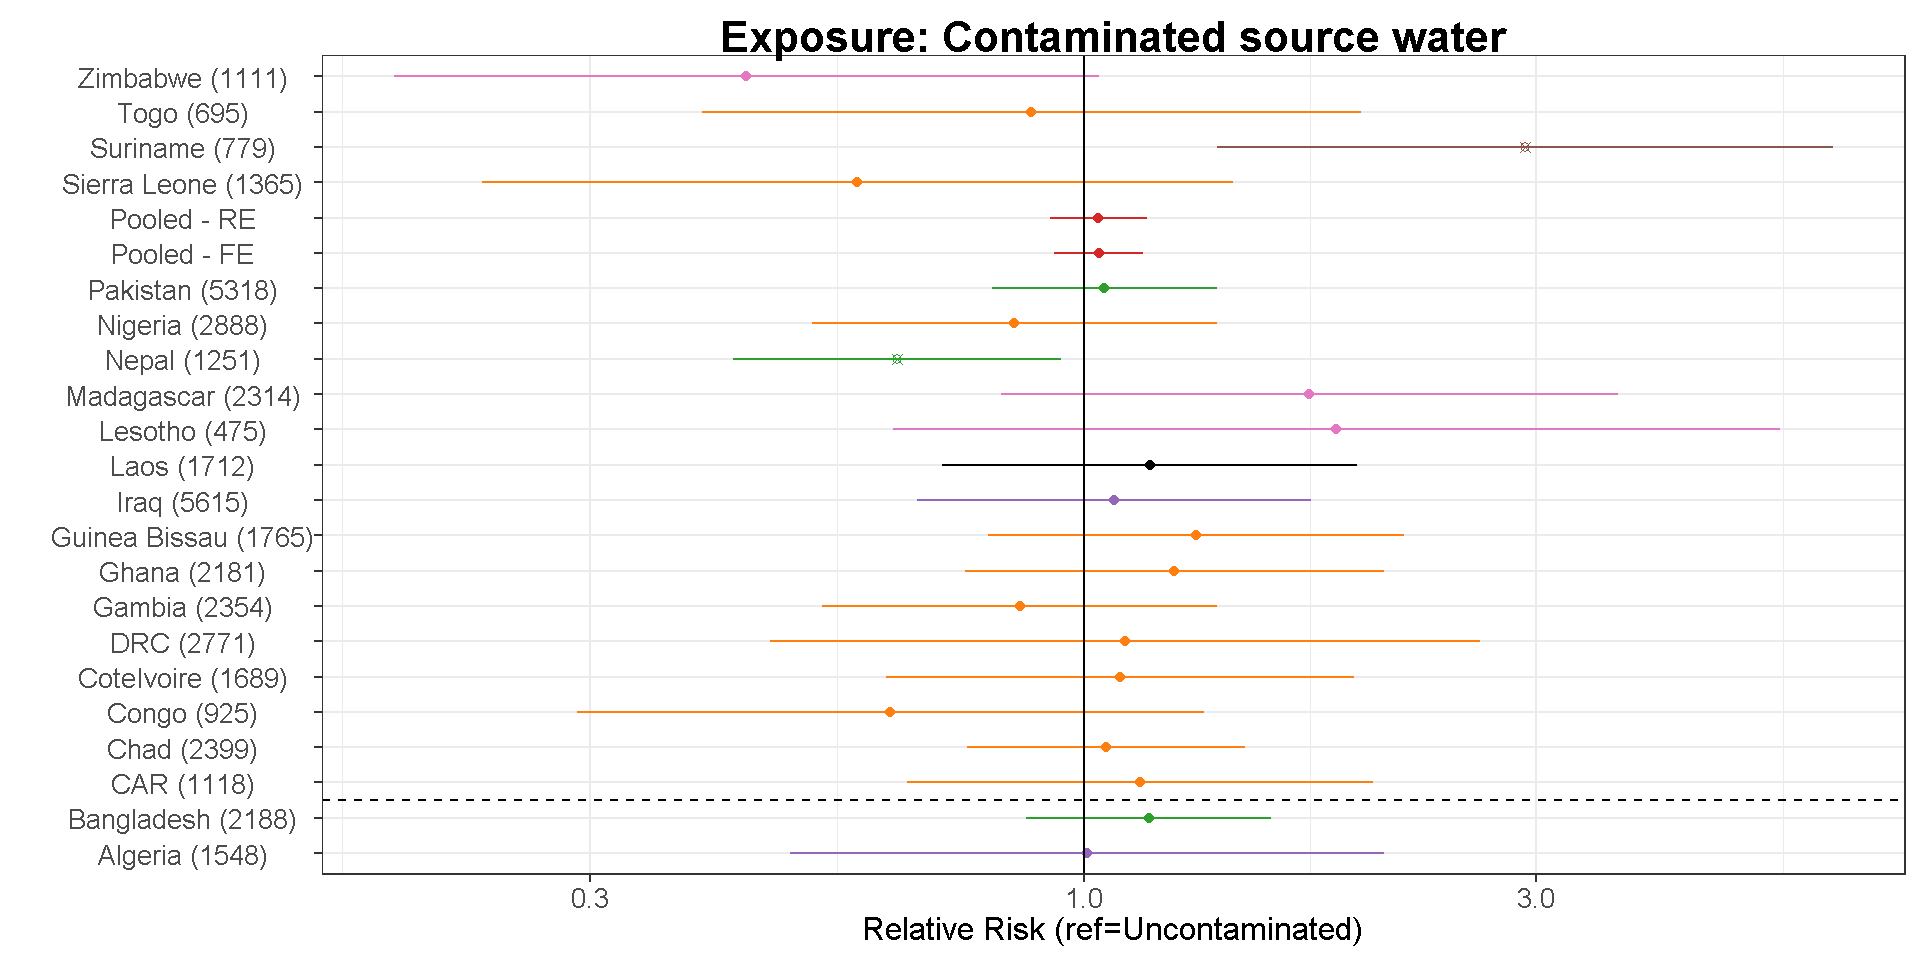 Exposure: Contaminated source water
Zimbabwe (1111)
Togo (695)
Suriname (779)
Sierra Leone (1365)
Pooled - RE
Pooled - FE
Pakistan (5318)
Nigeria (2888)
Nepal (1251)
Madagascar (2314)
Lesotho (475)
Laos (1712)
Iraq (5615)
Guinea Bissau (1765)
Ghana (2181)
Gambia (2354)
DRC (2771)
CoteIvoire (1689)
Congo (925)
Chad (2399)
CAR (1118)
Bangladesh (2188)
Algeria (1548)
0.3 1.0 3.0
Relative Risk (ref=Uncontaminated)